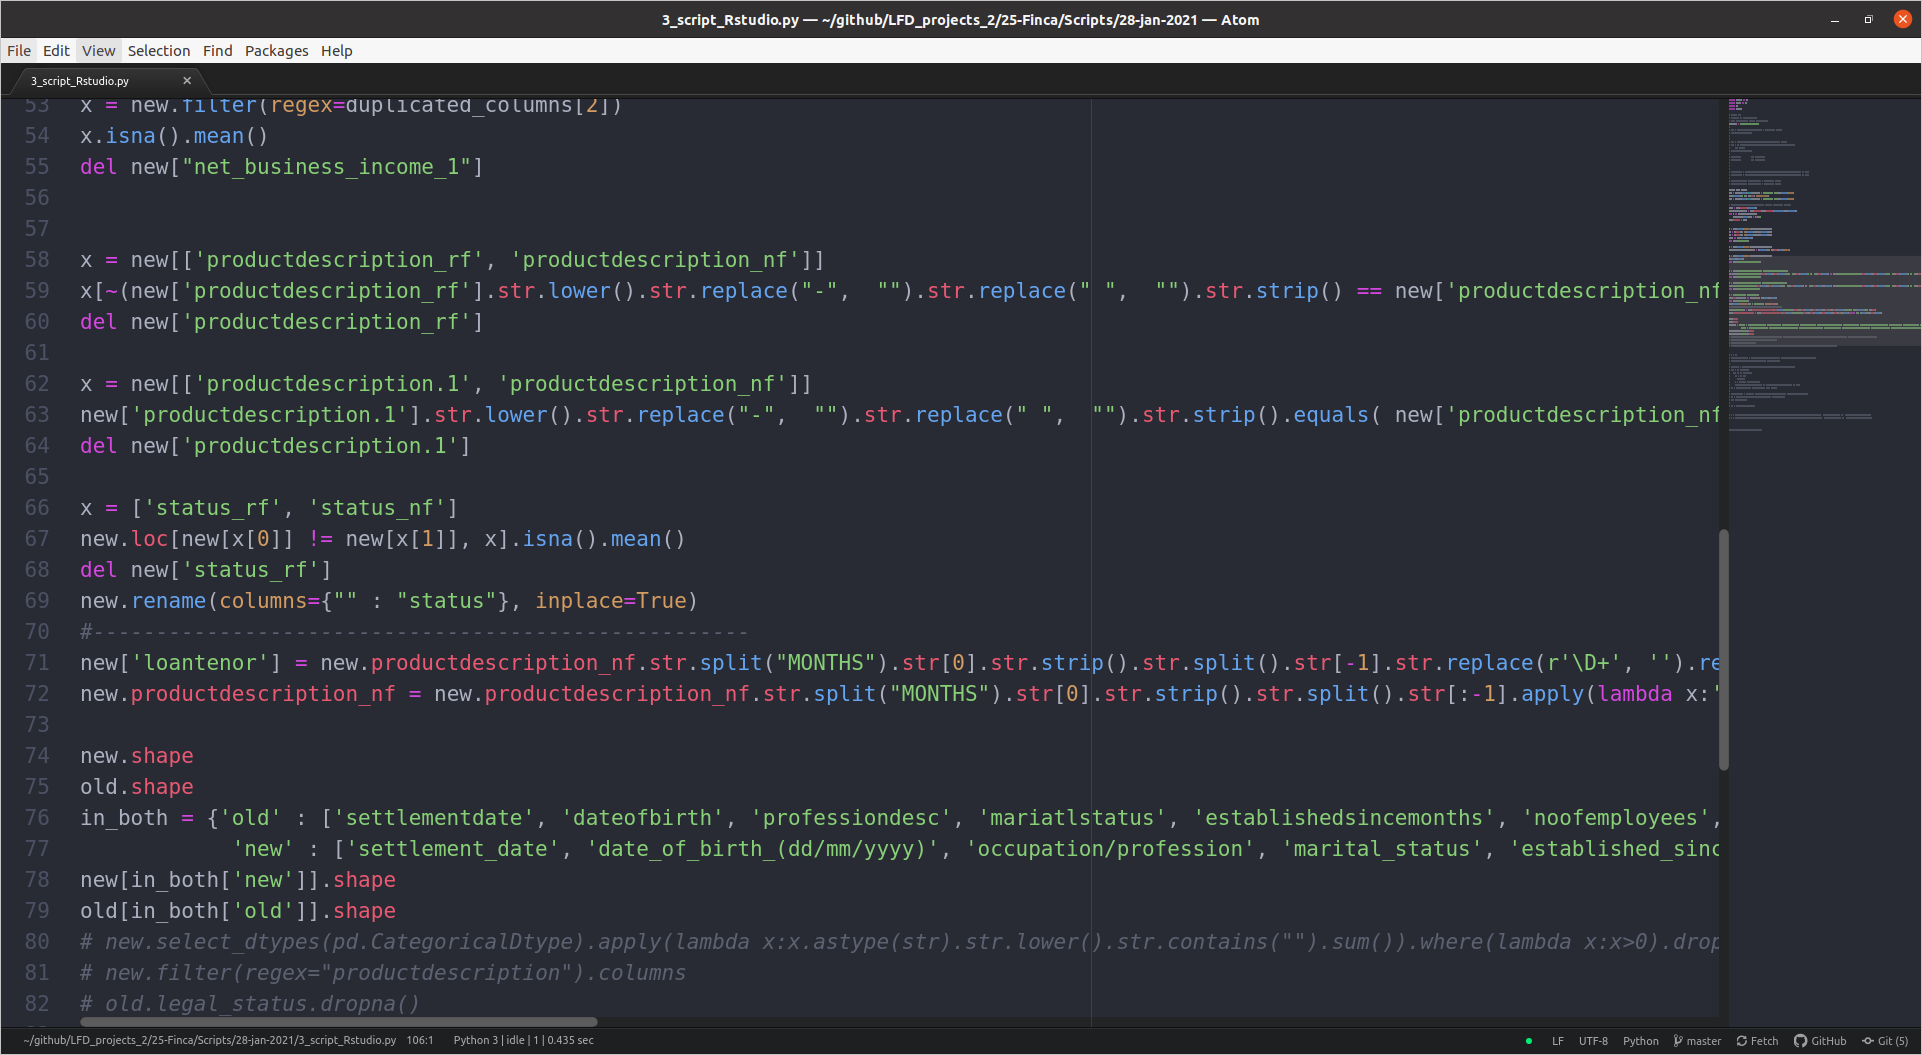 3_script_Rstudio.py — ~/github/LFD_projects_2/25-Finca/Scripts/28-jan-2021 — Atom
File Edit View Selection Find Packages Help
3_script_Rstudio.py
53 x = new.filter(regex=duplicated_columns[2])
54 x.isna().mean()
55 del new["net_business_income_1"]
56
57
58 x = new[['productdescription_rf', 'productdescription_nf']]
59 x[~(new['productdescription_rf'].str.lower().str.replace("-",  "").str.replace(" ",  "").str.strip() == new['productdescription_nf
60 del new['productdescription_rf']
61
62 x = new[['productdescription.1', 'productdescription_nf']]
63 new['productdescription.1'].str.lower().str.replace("-",  "").str.replace(" ",  "").str.strip().equals( new['productdescription_nf
64 del new['productdescription.1']
65
66 x = ['status_rf', 'status_nf']
67 new.loc[new[x[0]] != new[x[1]], x].isna().mean()
68 del new['status_rf']
69 new.rename(columns={"" : "status"}, inplace=True)
70 #----------------------------------------------------
71 new['loantenor'] = new.productdescription_nf.str.split("MONTHS").str[0].str.strip().str.split().str[-1].str.replace(r'\D+', '').re
72 new.productdescription_nf = new.productdescription_nf.str.split("MONTHS").str[0].str.strip().str.split().str[:-1].apply(lambda x:'
73
74 new.shape
75 old.shape
76 in_both = {'old' : ['settlementdate', 'dateofbirth', 'professiondesc', 'mariatlstatus', 'establishedsincemonths', 'noofemployees',
77             'new' : ['settlement_date', 'date_of_birth_(dd/mm/yyyy)', 'occupation/profession', 'marital_status', 'established_sinc
78 new[in_both['new']].shape
79 old[in_both['old']].shape
80 # new.select_dtypes(pd.CategoricalDtype).apply(lambda x:x.astype(str).str.lower().str.contains("").sum()).where(lambda x:x>0).drop
81 # new.filter(regex="productdescription").columns
82 # old.legal_status.dropna()
~/github/LFD_projects_2/25-Finca/Scripts/28-jan-2021/3_script_Rstudio.py 106:1 Python 3 | idle | 1 | 0.435 sec LF UTF-8 Python master Fetch GitHub Git (5)